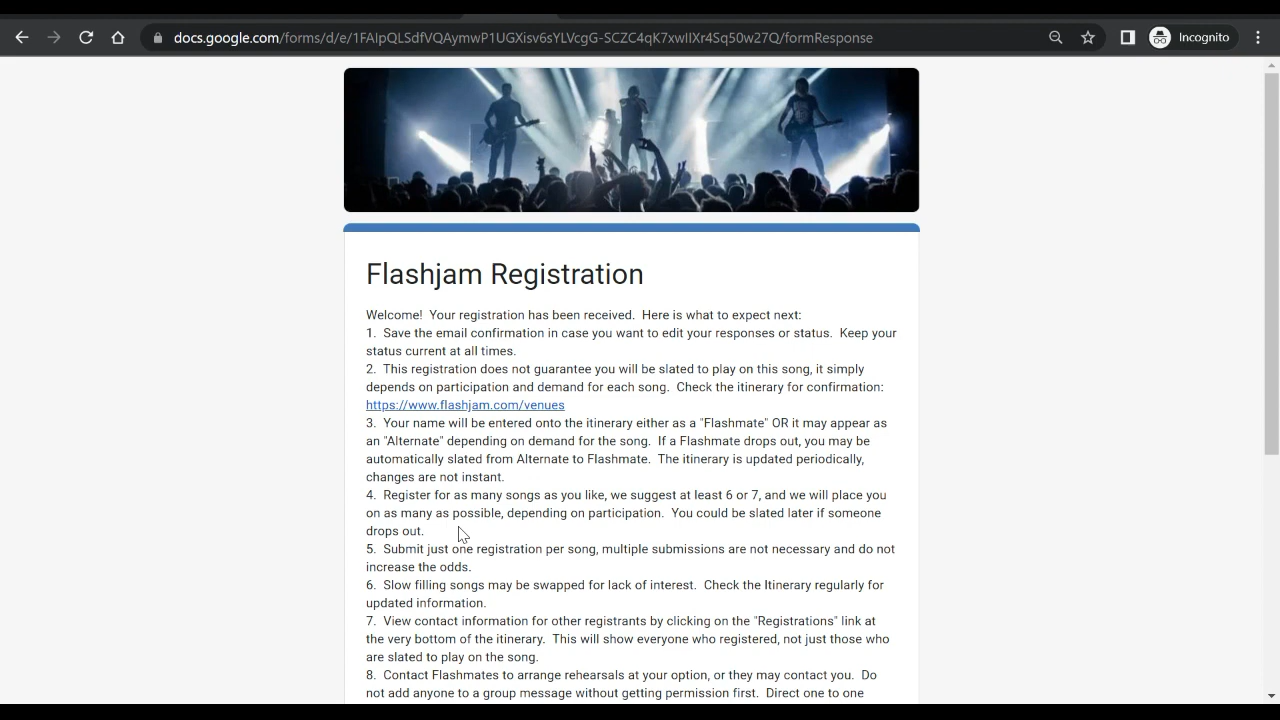 docs.google.com/forms/d/e/1FAIpQLSdfVQAymwP1UGXisv6sYLVcgG-SCZC4qK7xwIIXr4Sq50w27Q/formResponse
Incognito
Flashjam Registration
Welcome!  Your registration has been received.  Here is what to expect next:
1.  Save the email confirmation in case you want to edit your responses or status.  Keep your
status current at all times.
2.  This registration does not guarantee you will be slated to play on this song, it simply
depends on participation and demand for each song.  Check the itinerary for confirmation:
https://www.flashjam.com/venues
3.  Your name will be entered onto the itinerary either as a "Flashmate" OR it may appear as
an "Alternate" depending on demand for the song.  If a Flashmate drops out, you may be
automatically slated from Alternate to Flashmate.  The itinerary is updated periodically,
changes are not instant.
4.  Register for as many songs as you like, we suggest at least 6 or 7, and we will place you
on as many as possible, depending on participation.  You could be slated later if someone
drops out.
5.  Submit just one registration per song, multiple submissions are not necessary and do not
increase the odds.
6.  Slow filling songs may be swapped for lack of interest.  Check the Itinerary regularly for
updated information.
7.  View contact information for other registrants by clicking on the "Registrations" link at
the very bottom of the itinerary.  This will show everyone who registered, not just those who
are slated to play on the song.
8.  Contact Flashmates to arrange rehearsals at your option, or they may contact you.  Do
not add anyone to a group message without getting permission first.  Direct one to one